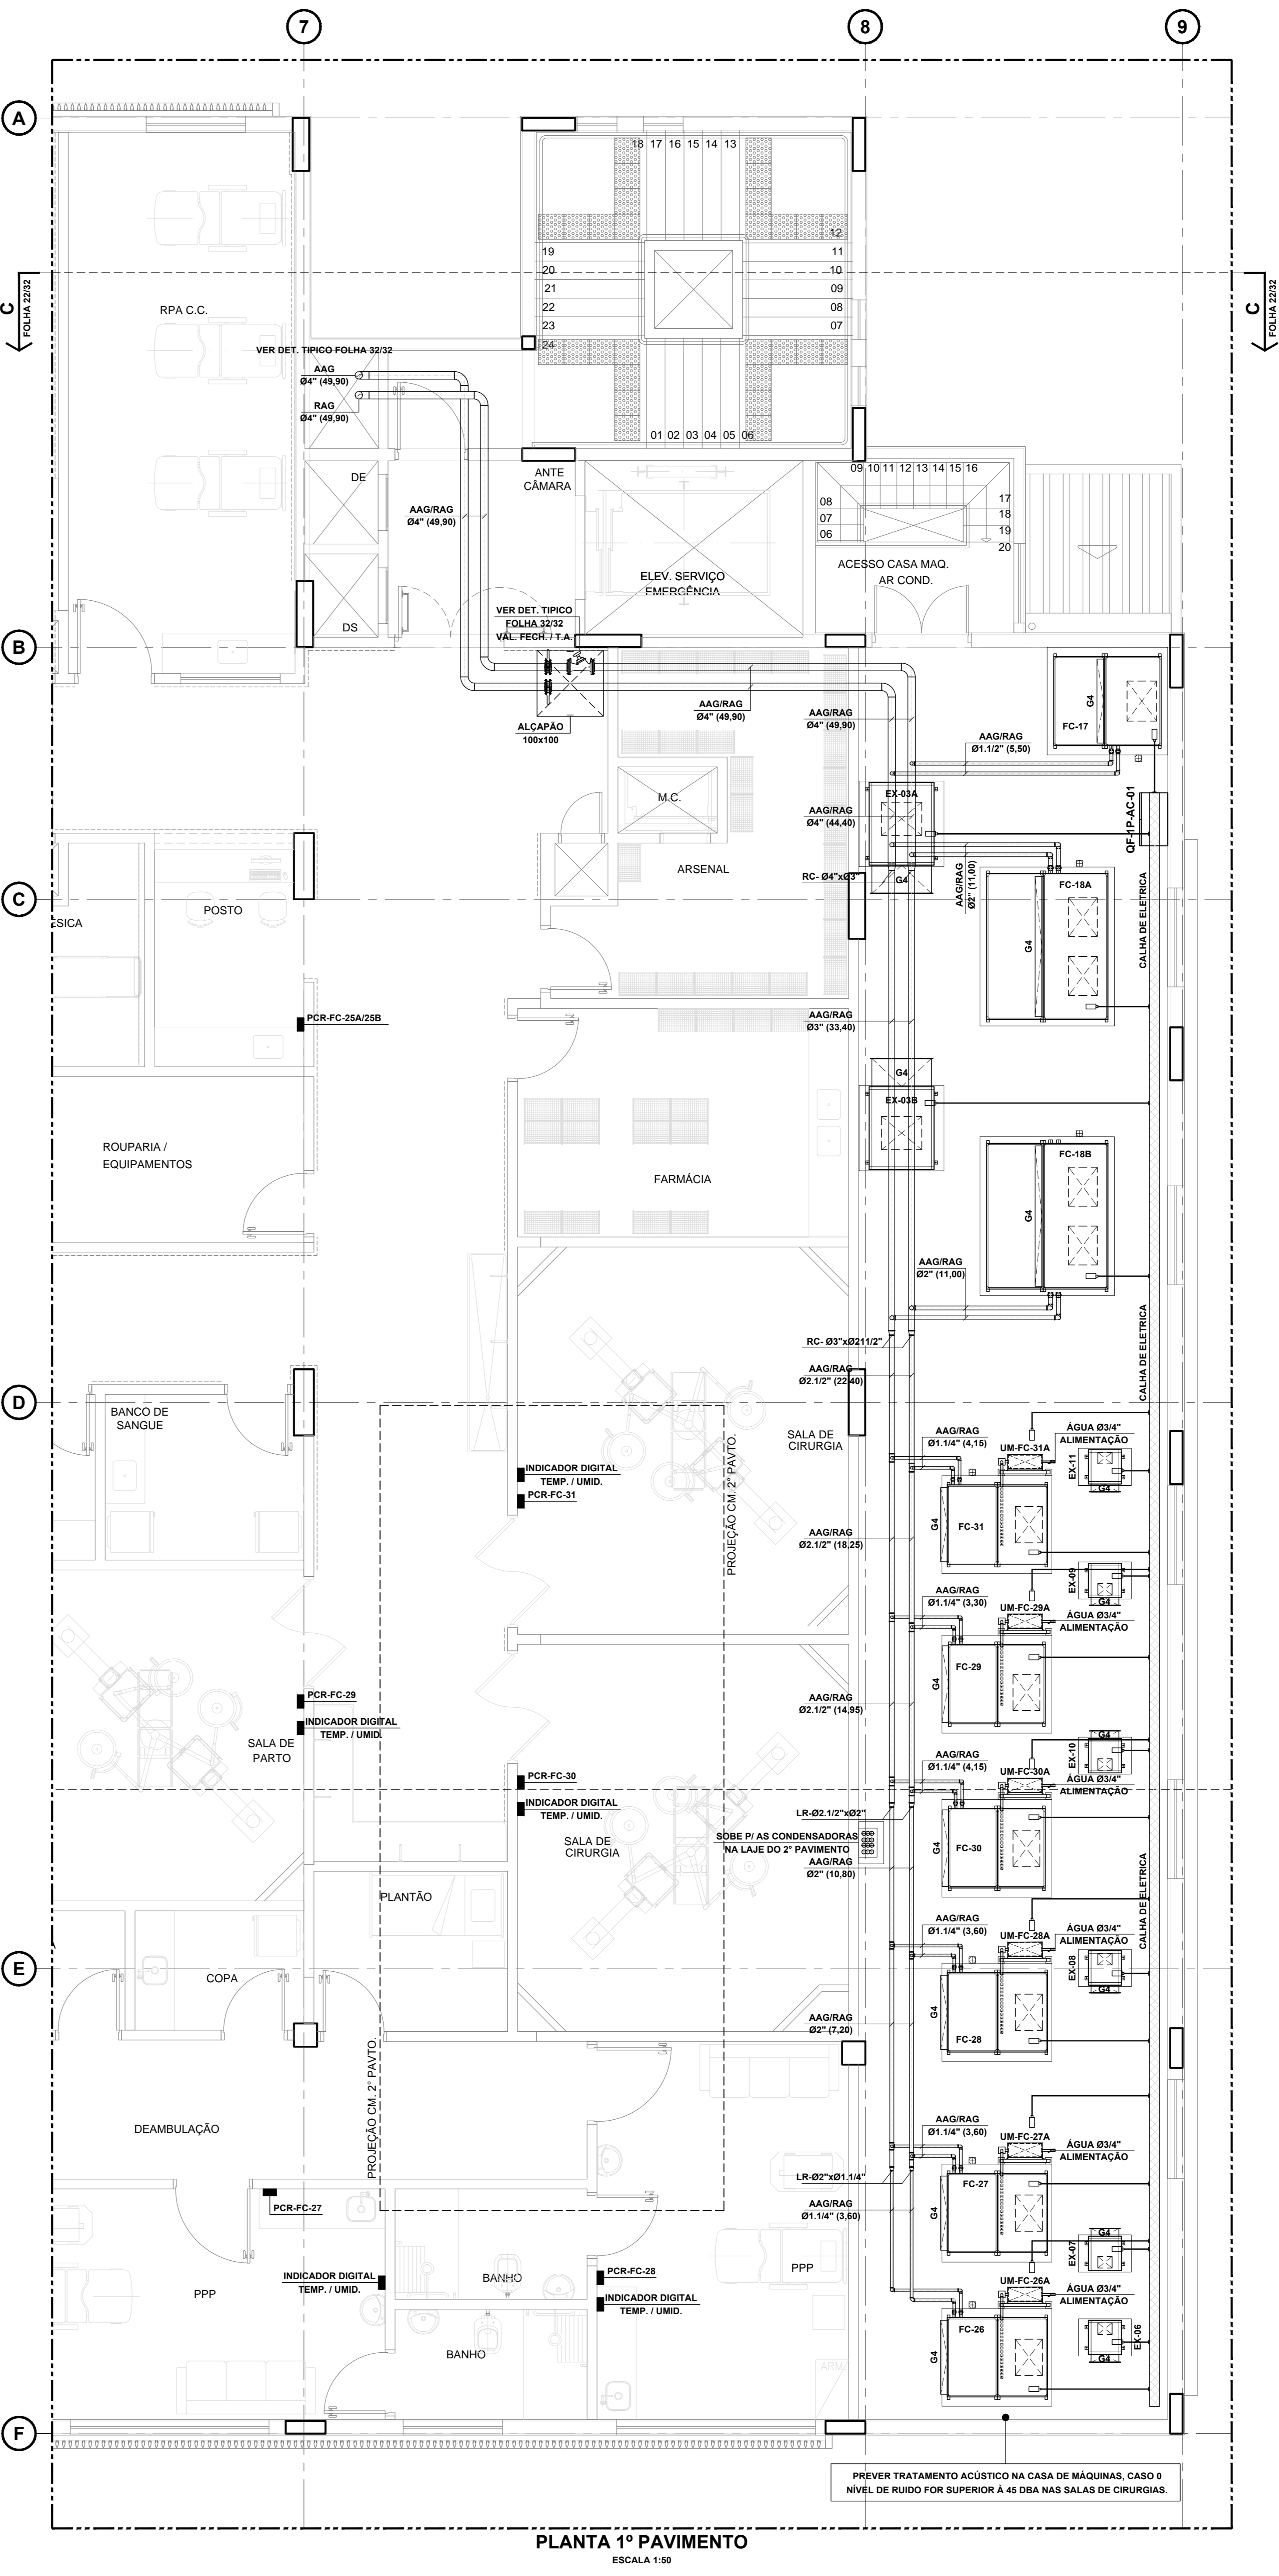 7
8
9
A
18 17 16 15 14 13
12
19
11
20
10
C
FOLHA 22/32
C
FOLHA 22/32
21
09
RPA C.C.
22
08
23
07
24
VER DET. TIPICO FOLHA 32/32
AAG
Ø4" (49,90)
RAG
Ø4" (49,90)
01 02 03 04 05 06
DE
ANTE
CÂMARA
09 10 11 12 13 14 15 16
17
08
18
07
19
06
20
AAG/RAG
Ø4" (49,90)
ELEV. SERVIÇO
EMERGÊNCIA
ACESSO CASA MAQ.
AR COND.
DS
VER DET. TIPICO
FOLHA 32/32
VÁL. FECH. / T.A.
B
ALÇAPÃO
100x100
AAG/RAG
Ø4" (49,90)
AAG/RAG
Ø4" (49,90)
G4
FC-17
AAG/RAG
Ø1.1/2" (5,50)
M.C.
EX-03A
AAG/RAG
Ø4" (44,40)
QF-1P-AC-01
ARSENAL
RC- Ø4"xØ3"
G4
AAG/RAG
Ø2" (11,00)
FC-18A
G4
CALHA DE ELETRICA
C
ESICA
POSTO
PCR-FC-25A/25B
AAG/RAG
Ø3" (33,40)
G4
EX-03B
ROUPARIA /
EQUIPAMENTOS
FARMÁCIA
FC-18B
G4
AAG/RAG
Ø2" (11,00)
RC- Ø3"xØ211/2"
CALHA DE ELETRICA
AAG/RAG
Ø2.1/2" (22,40)
D
BANCO DE
SANGUE
SALA DE
CIRURGIA
PROJEÇÃO CM. 2° PAVTO.
INDICADOR DIGITAL
TEMP. / UMID.
PCR-FC-31
AAG/RAG
Ø1.1/4" (4,15)
UM-FC-31A
ÁGUA Ø3/4"
ALIMENTAÇÃO
EX-11
G4
G4
FC-31
AAG/RAG
Ø2.1/2" (18,25)
EX-09
G4
AAG/RAG
Ø1.1/4" (3,30)
UM-FC-29A
ÁGUA Ø3/4"
ALIMENTAÇÃO
G4
FC-29
PCR-FC-29
INDICADOR DIGITAL
TEMP. / UMID.
SALA DE
PARTO
AAG/RAG
Ø2.1/2" (14,95)
G4
EX-10
AAG/RAG
Ø1.1/4" (4,15)
UM-FC-30A
ÁGUA Ø3/4"
ALIMENTAÇÃO
PCR-FC-30
INDICADOR DIGITAL
TEMP. / UMID.
LR-Ø2.1/2"xØ2"
SALA DE
CIRURGIA
SOBE P/ AS CONDENSADORAS
NA LAJE DO 2° PAVIMENTO
G4
FC-30
AAG/RAG
Ø2" (10,80)
PLANTÃO
CALHA DE ELETRICA
AAG/RAG
Ø1.1/4" (3,60)
UM-FC-28A
ÁGUA Ø3/4"
ALIMENTAÇÃO
E
COPA
EX-08
G4
G4
FC-28
AAG/RAG
Ø2" (7,20)
PROJEÇÃO CM. 2° PAVTO.
DEAMBULAÇÃO
AAG/RAG
Ø1.1/4" (3,60)
UM-FC-27A
ÁGUA Ø3/4"
ALIMENTAÇÃO
LR-Ø2"xØ1.1/4"
G4
FC-27
PCR-FC-27
AAG/RAG
Ø1.1/4" (3,60)
EX-07
G4
PPP
INDICADOR DIGITAL
TEMP. / UMID.
BANHO
PCR-FC-28
INDICADOR DIGITAL
TEMP. / UMID.
PPP
UM-FC-26A
ÁGUA Ø3/4"
ALIMENTAÇÃO
G4
FC-26
EX-06
G4
BANHO
ARM.
F
PREVER TRATAMENTO ACÚSTICO NA CASA DE MÁQUINAS, CASO 0
NÍVEL DE RUIDO FOR SUPERIOR À 45 DBA NAS SALAS DE CIRURGIAS.
PLANTA 1º PAVIMENTO
ESCALA 1:50